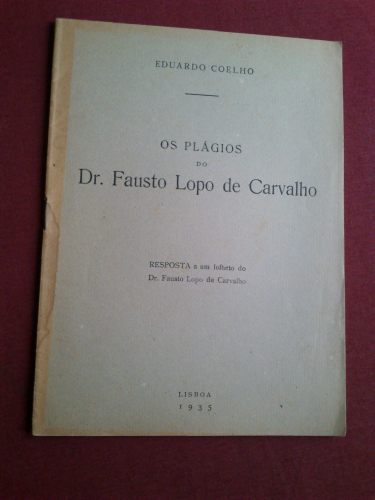 EDUARDO COELHO
OS PLÁGIOS
DO
Dr. Fausto Lopo de Carvalho
RESPOSTA a um folheto do
Dr. Fausto Lopo de Carvalho
LISBOA
1935